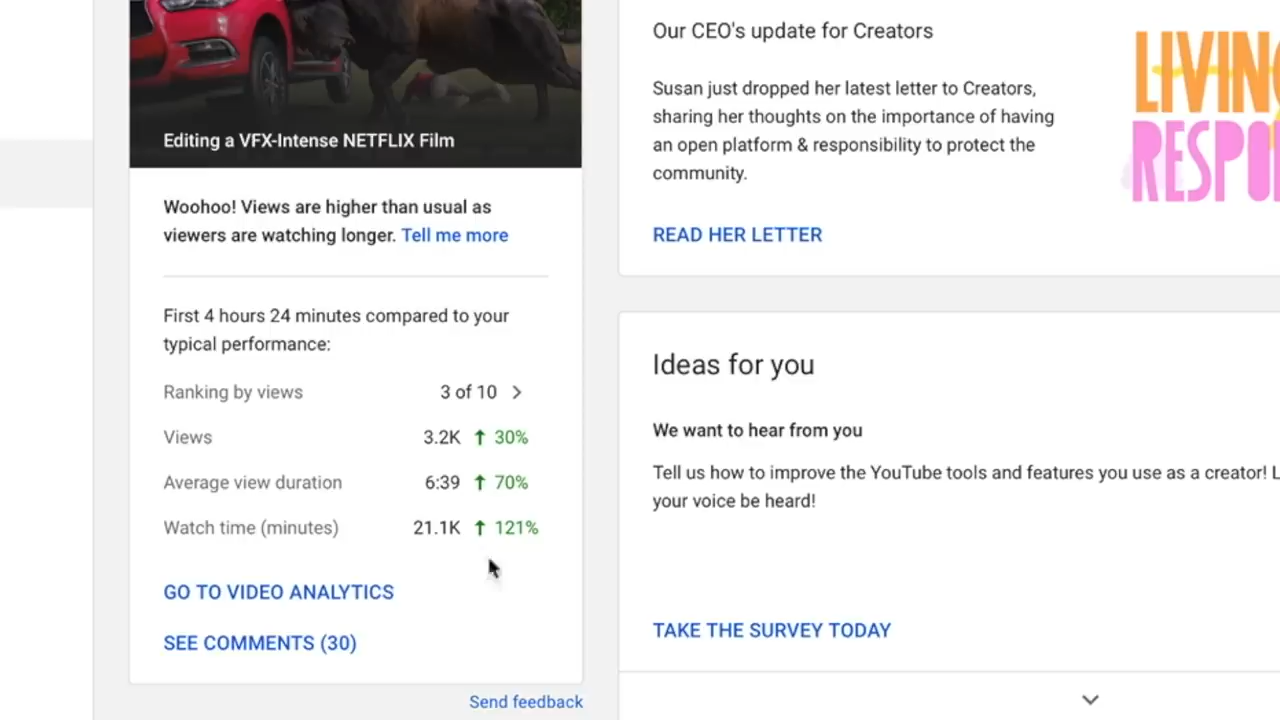 Editing a VFX-Intense NETFLIX Film
Woohoo! Views are higher than usual as
viewers are watching longer. Tell me more
First 4 hours 24 minutes compared to your
typical performance:
Ranking by views 3 of 10
Views 3.2K ↑ 30%
Average view duration 6:39 ↑ 70%
Watch time (minutes) 21.1K ↑ 121%
GO TO VIDEO ANALYTICS
SEE COMMENTS (30)
Send feedback
Our CEO's update for Creators
Susan just dropped her latest letter to Creators,
sharing her thoughts on the importance of having
an open platform & responsibility to protect the
community.
READ HER LETTER
LIVIN
RESPO
Ideas for you
We want to hear from you
Tell us how to improve the YouTube tools and features you use as a creator! L
your voice be heard!
TAKE THE SURVEY TODAY